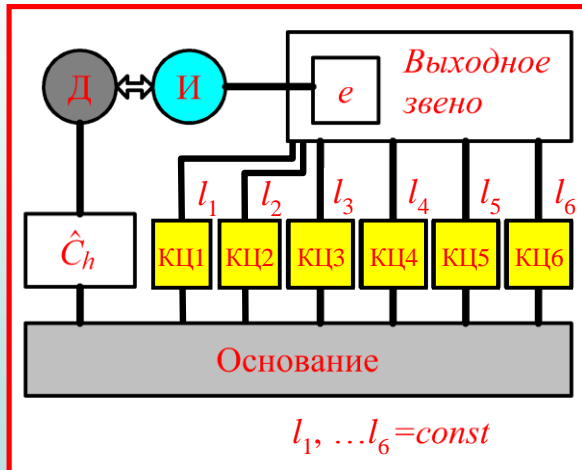 Д И e Выходное
звено
l₁ l₂ l₃ l₄ l₅ l₆
Ĉₕ КЦ1 КЦ2 КЦ3 КЦ4 КЦ5 КЦ6
Основание
l₁, …l₆=const